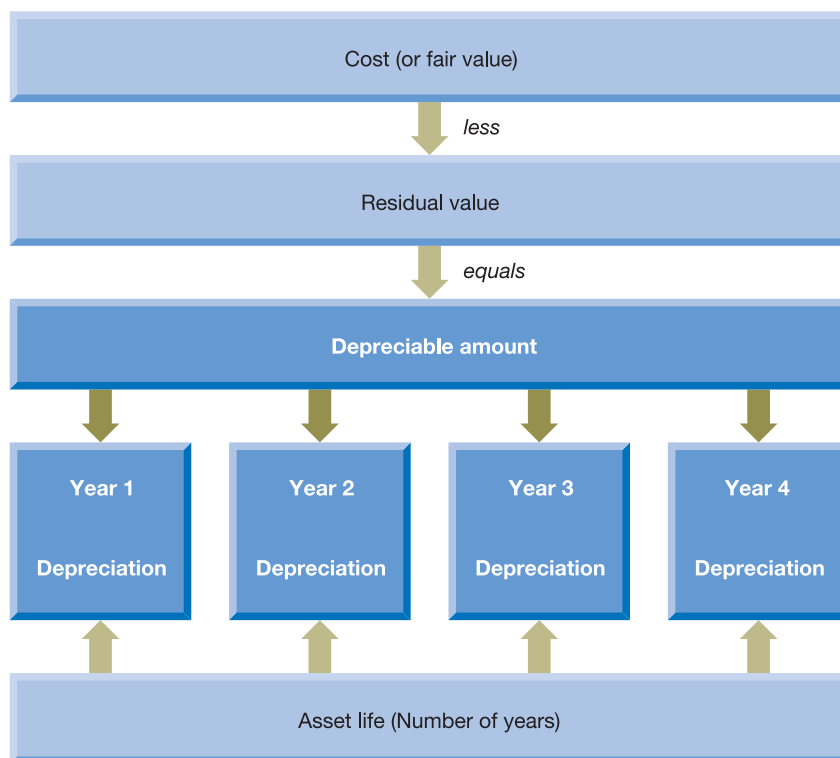 Cost (or fair value)
less
Residual value
equals
Depreciable amount
Year 1
Depreciation
Year 2
Depreciation
Year 3
Depreciation
Year 4
Depreciation
Asset life (Number of years)